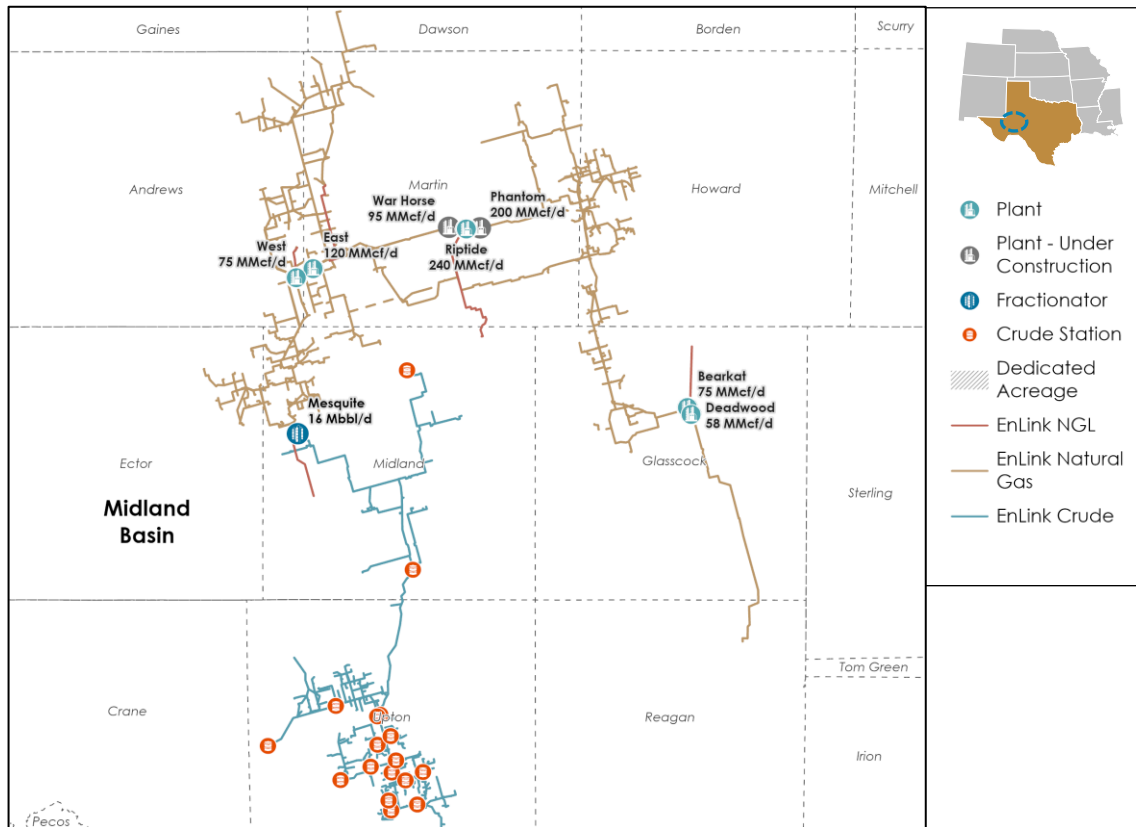 Gaines
Dawson
Borden
Scurry
Andrews
Martin
Howard
Mitchell
War Horse
95 MMcf/d
Phantom
200 MMcf/d
Riptide
240 MMcf/d
West
75 MMcf/d
East
120 MMcf/d
Bearkat
75 MMcf/d
Deadwood
58 MMcf/d
Mesquite
16 Mbbl/d
Ector
Midland
Glasscock
Sterling
Midland
Basin
Crane
Upton
Reagan
Tom Green
Irion
Pecos
Plant
Plant - Under
Construction
Fractionator
Crude Station
Dedicated
Acreage
EnLink NGL
EnLink Natural
Gas
EnLink Crude